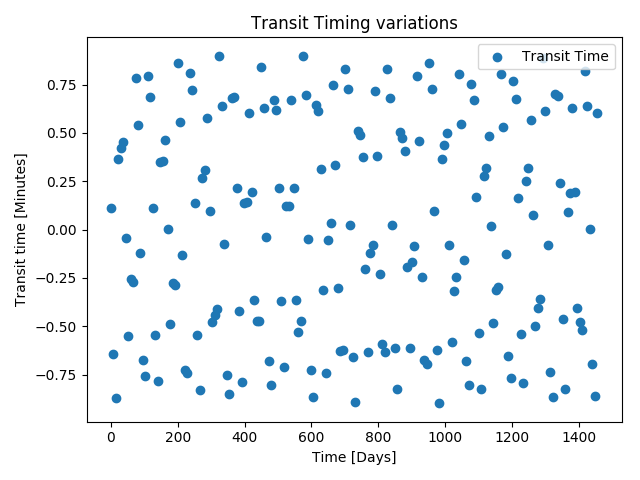 Transit Timing variations
Transit Time
Transit time [Minutes]
0.75
0.50
0.25
0.00
−0.25
−0.50
−0.75
0 200 400 600 800 1000 1200 1400
Time [Days]